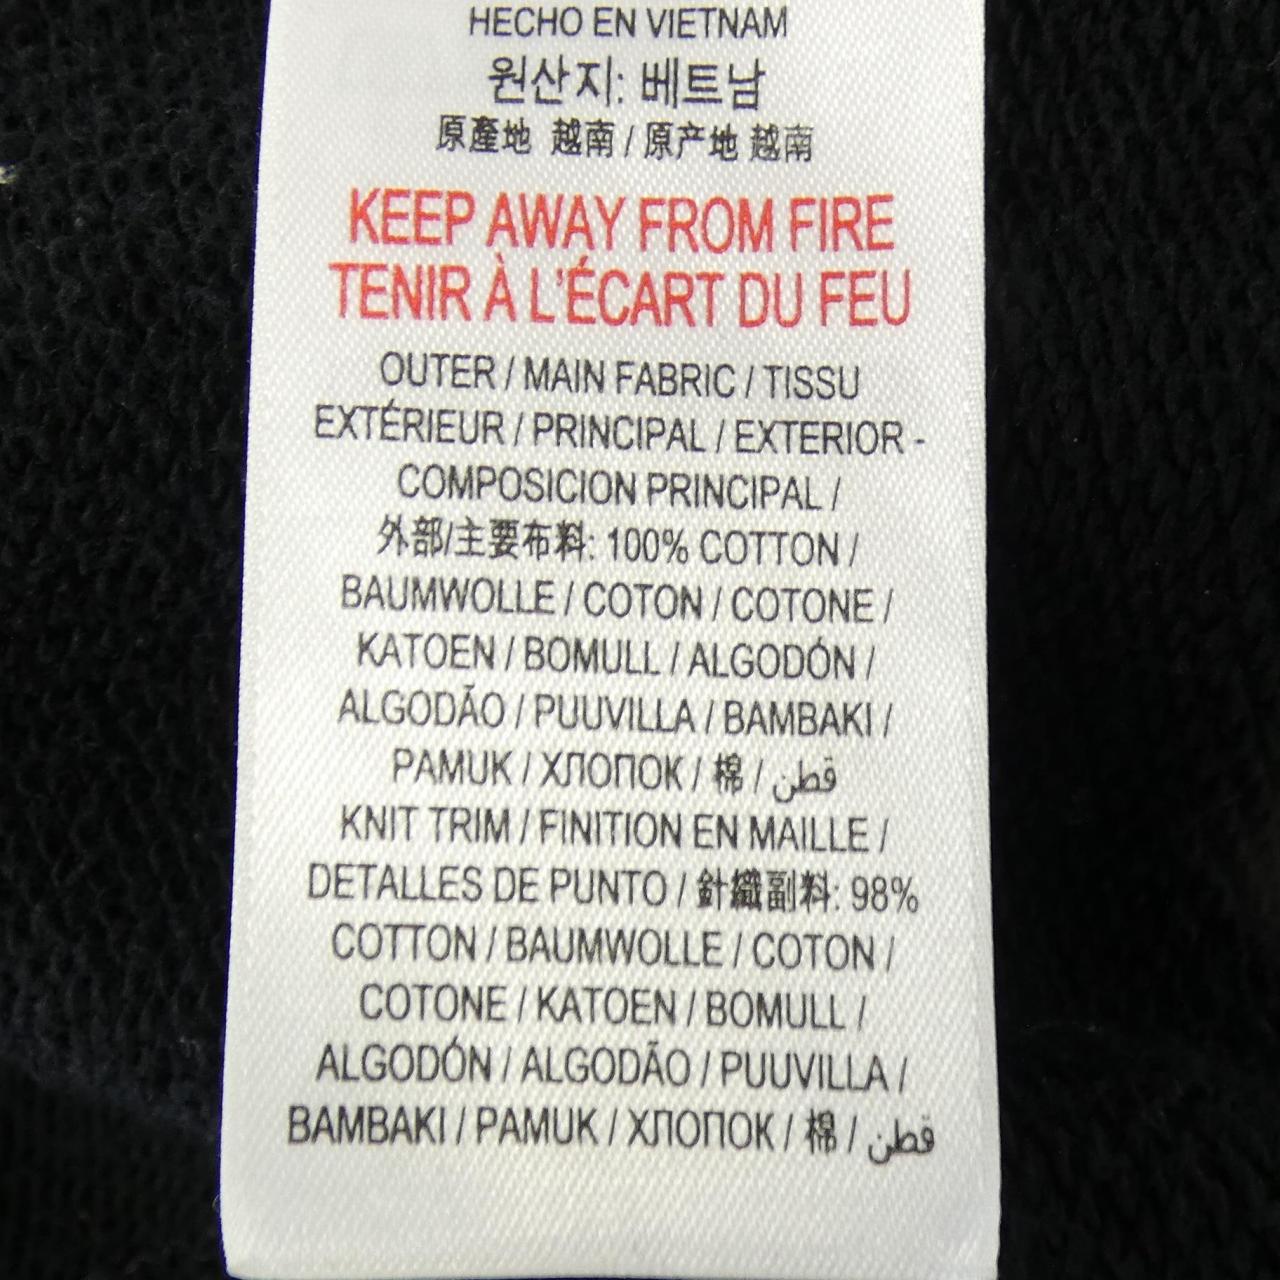 HECHO EN VIETNAM
원산지: 베트남
原產地 越南 / 原产地 越南
KEEP AWAY FROM FIRE
TENIR À L'ÉCART DU FEU
OUTER / MAIN FABRIC / TISSU
EXTÉRIEUR / PRINCIPAL / EXTERIOR -
COMPOSICION PRINCIPAL /
外部/主要布料: 100% COTTON /
BAUMWOLLE / COTON / COTONE /
KATOEN / BOMULL / ALGODÓN /
ALGODÃO / PUUVILLA / BAMBAKI /
PAMUK / ХЛОПОК / 棉 / قطن
KNIT TRIM / FINITION EN MAILLE /
DETALLES DE PUNTO / 針織副料: 98%
COTTON / BAUMWOLLE / COTON /
COTONE / KATOEN / BOMULL /
ALGODÓN / ALGODÃO / PUUVILLA /
BAMBAKI / PAMUK / ХЛОПОК / 棉 / قطن